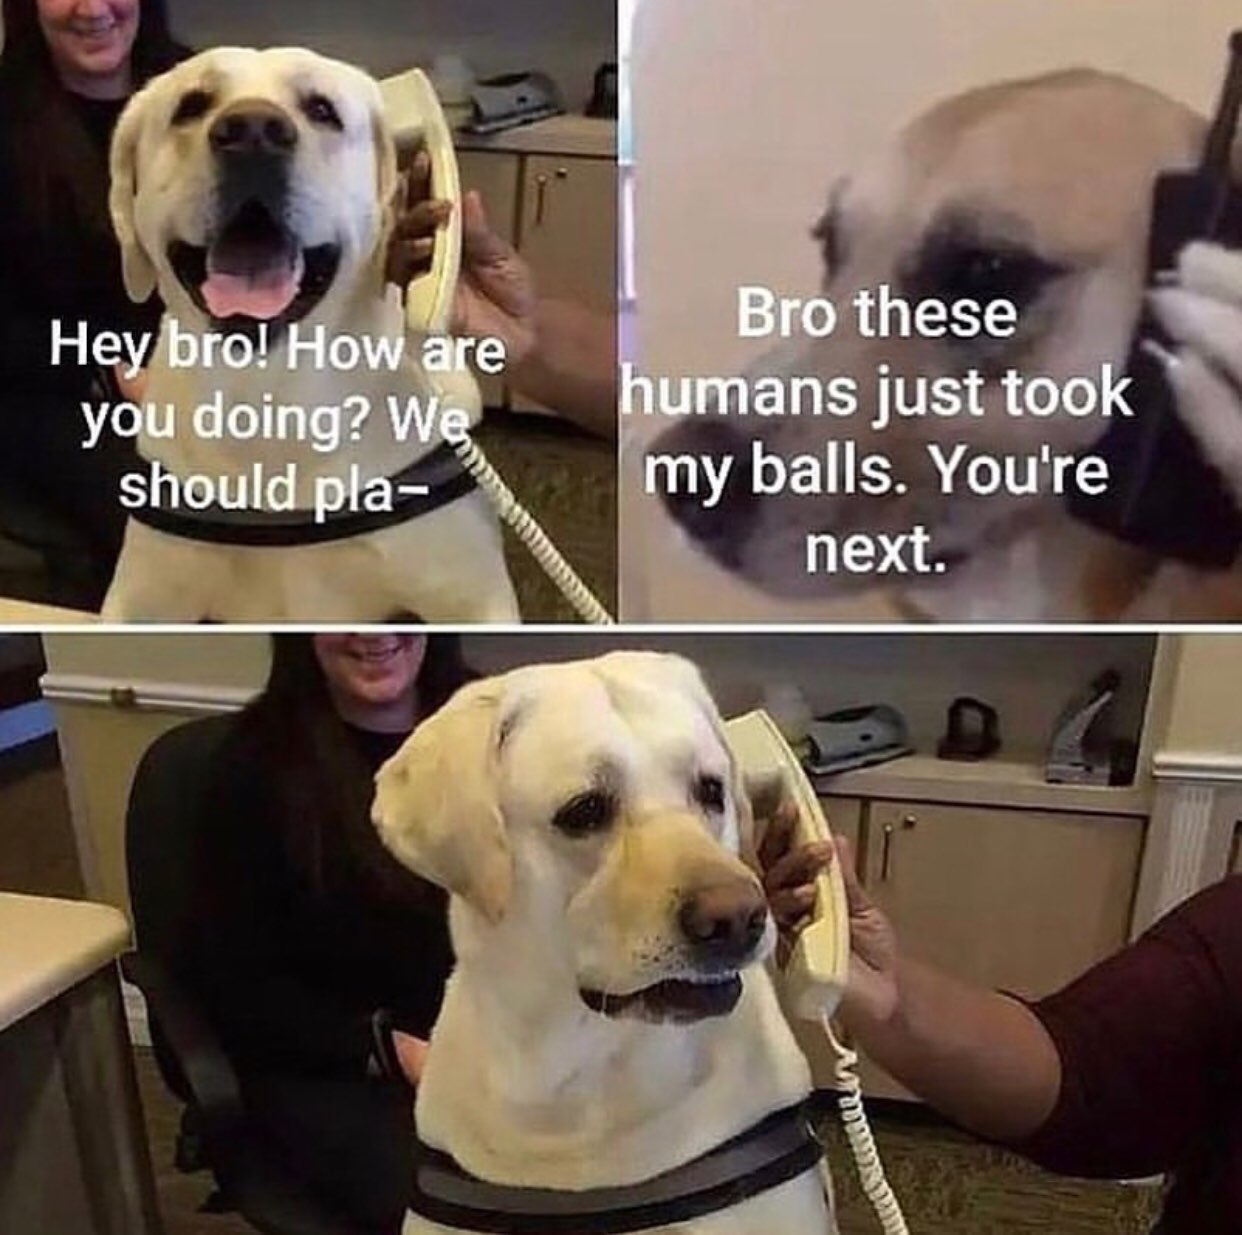 Hey bro! How are
you doing? We
should pla-
Bro these
humans just took
my balls. You're
next.